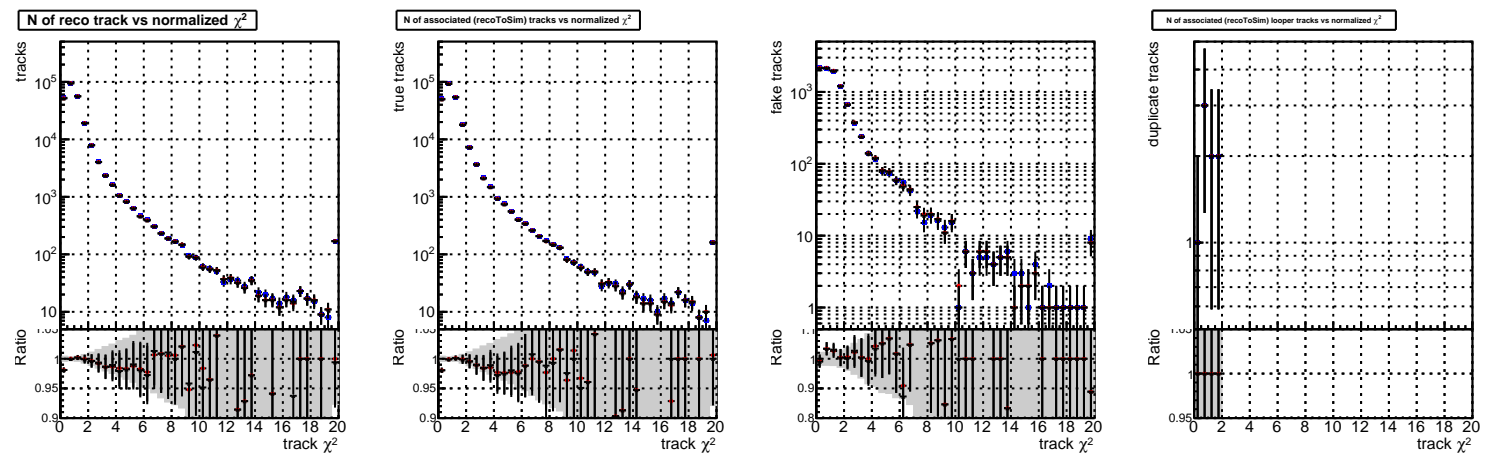 N of reco track vs normalized χ²
N of associated (recoToSim) tracks vs normalized χ²
N of associated (recoToSim) looper tracks vs normalized χ²
tracks
10⁵
10⁴
10³
10²
10
Ratio
1
0.95
0.9
0 2 4 6 8 10 12 14 16 18 20
track χ²
true tracks
10⁵
10⁴
10³
10²
10
Ratio
1
0.95
0.9
0 2 4 6 8 10 12 14 16 18 20
track χ²
fake tracks
10³
10²
10
1
Ratio
1
0.9
0.8
0 2 4 6 8 10 12 14 16 18 20
track χ²
duplicate tracks
1
Ratio
1
0.95
0 2 4 6 8 10 12 14 16 18 20
track χ²